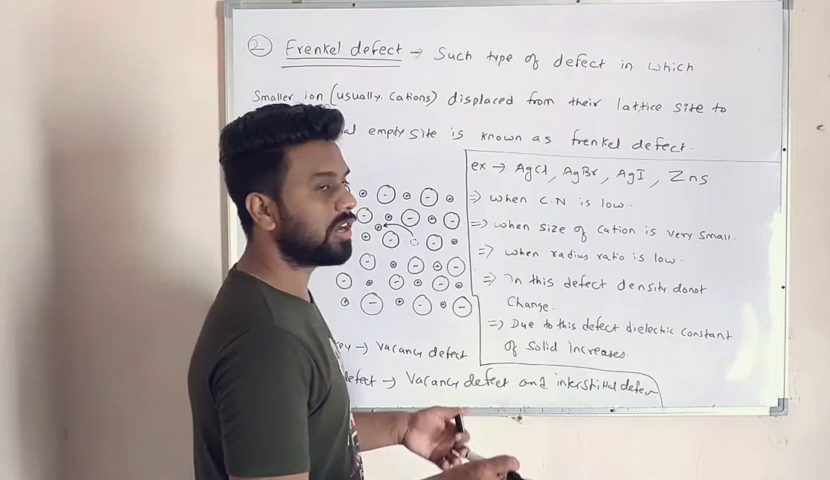 ② Frenkel defect → Such type of defect in which
Smaller ion (usually Cations) displaced from their lattice site to
empty site is known as frenkel defect.
ex → AgCl, AgBr, AgI, ZnS
⇒ when C.N is low.
⇒ when size of Cation is very small.
⇒ when radius ratio is low.
⇒ In this defect density donot
Change.
⇒ Due to this defect dielectric constant
of solid increases.
→ Vacancy defect
defect → Vacancy defect and interstitial defect